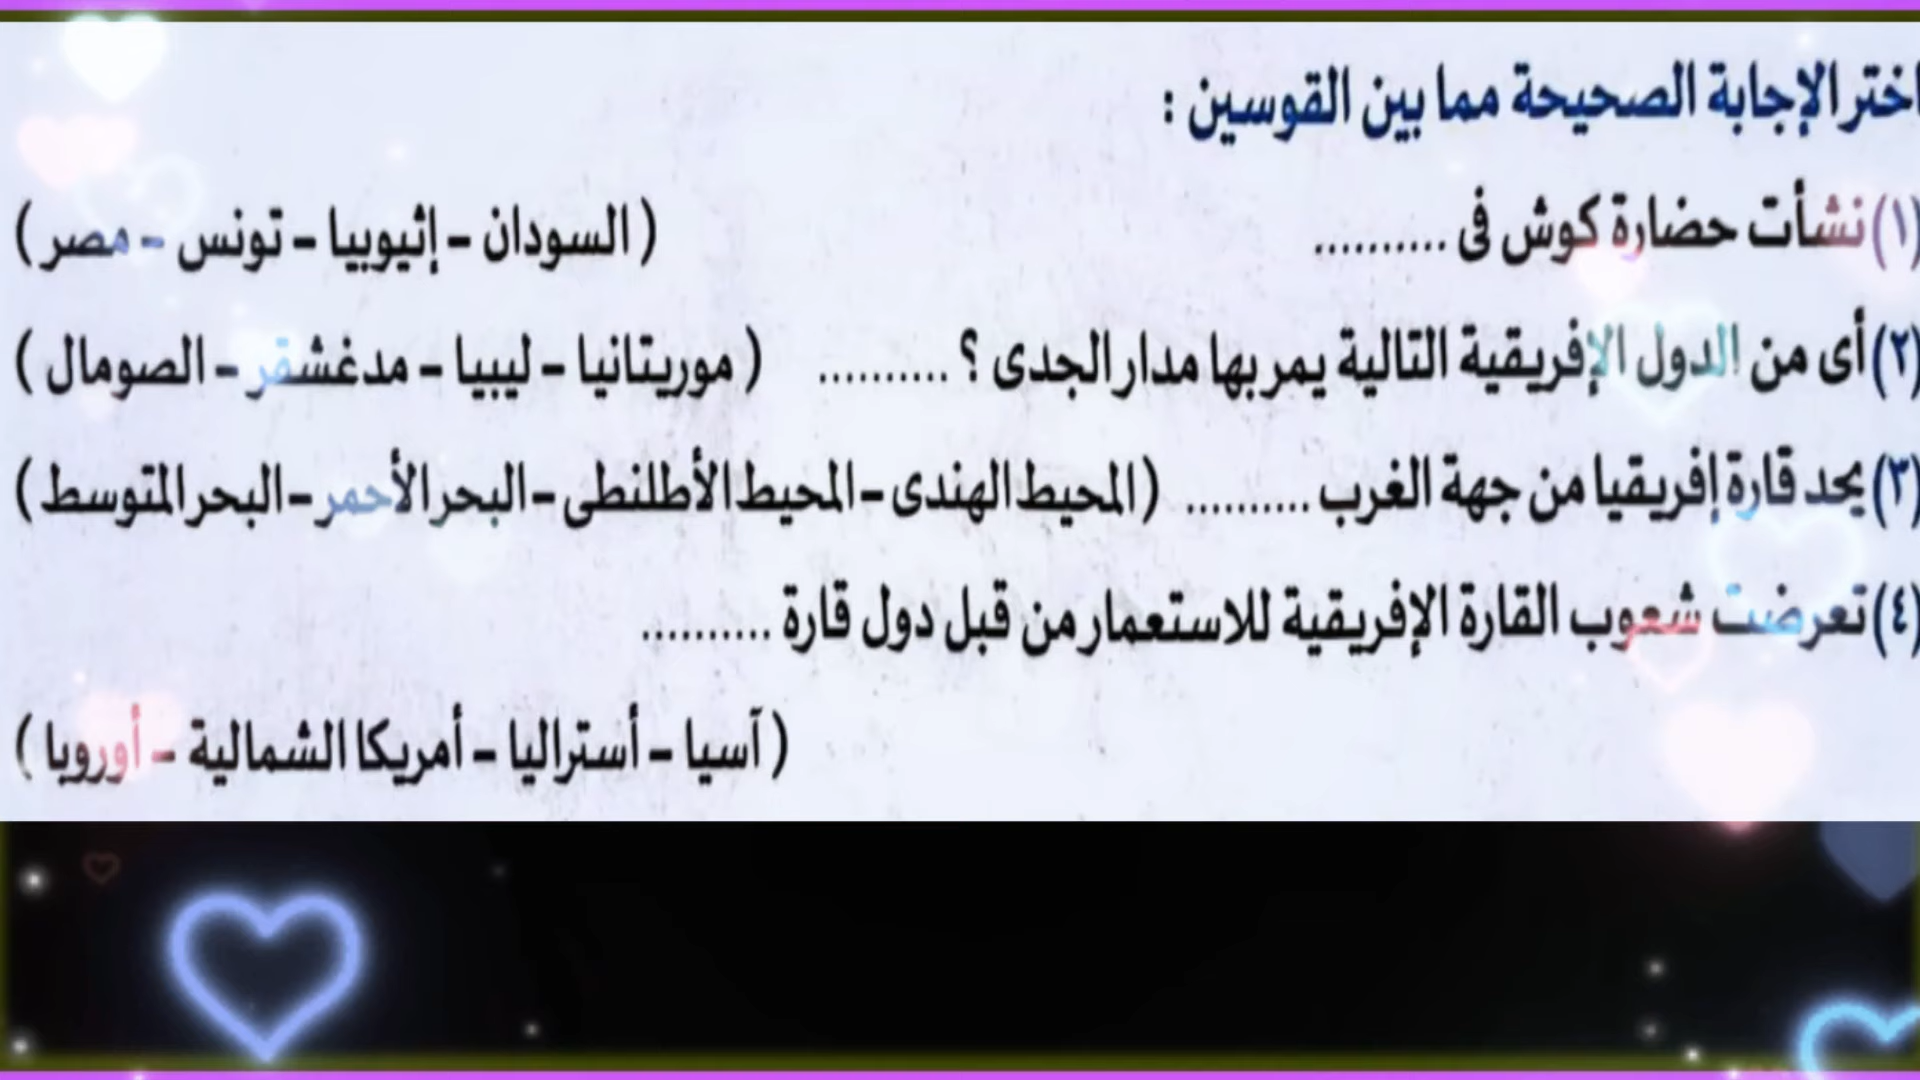 اختر الإجابة الصحيحة مما بين القوسين :
(١) نشأت حضارة كوش فى .......... ( السودان – إثيوبيا – تونس – مصر )
(٢) أى من الدول الإفريقية التالية يمر بها مدار الجدى ؟ .......... ( موريتانيا – ليبيا – مدغشقر – الصومال )
(٣) يحد قارة إفريقيا من جهة الغرب .......... ( المحيط الهندى – المحيط الأطلنطى – البحر الأحمر – البحر المتوسط )
(٤) تعرضت شعوب القارة الإفريقية للاستعمار من قبل دول قارة ..........
( آسيا – أستراليا – أمريكا الشمالية – أوروبا )